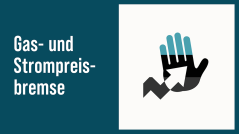 Gas- und
Strompreis-
bremse